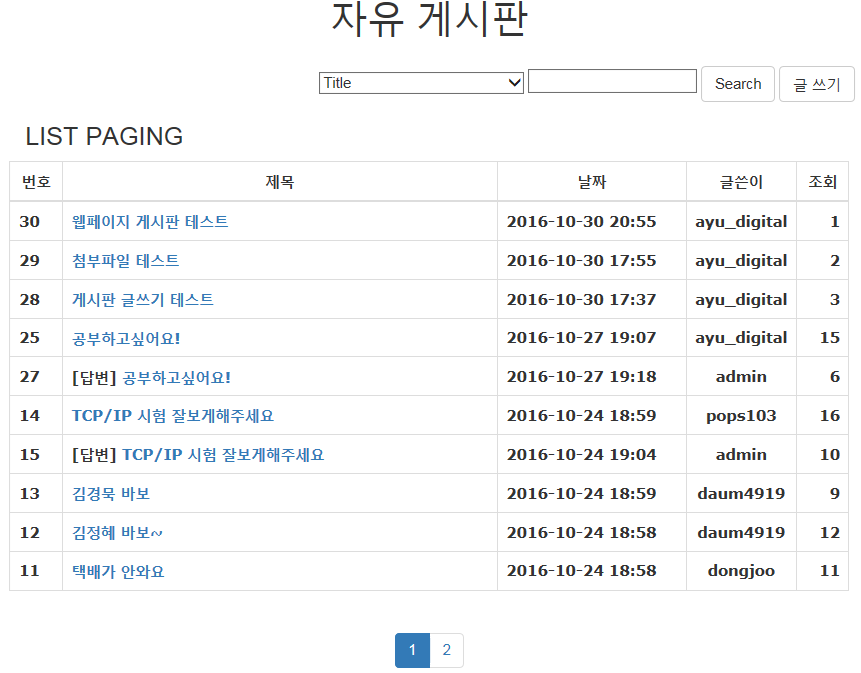 자유 게시판
Title Search 글 쓰기
LIST PAGING
번호 제목 날짜 글쓴이 조회
30 웹페이지 게시판 테스트 2016-10-30 20:55 ayu_digital 1
29 첨부파일 테스트 2016-10-30 17:55 ayu_digital 2
28 게시판 글쓰기 테스트 2016-10-30 17:37 ayu_digital 3
25 공부하고싶어요! 2016-10-27 19:07 ayu_digital 15
27 [답변] 공부하고싶어요! 2016-10-27 19:18 admin 6
14 TCP/IP 시험 잘보게해주세요 2016-10-24 18:59 pops103 16
15 [답변] TCP/IP 시험 잘보게해주세요 2016-10-24 19:04 admin 10
13 김경묵 바보 2016-10-24 18:59 daum4919 9
12 김정혜 바보~ 2016-10-24 18:58 daum4919 12
11 택배가 안와요 2016-10-24 18:58 dongjoo 11
1 2